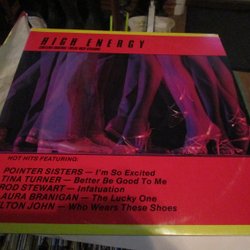 HIGH ENERGY
HOT HITS FEATURING:
POINTER SISTERS — I'm So Excited
TINA TURNER — Better Be Good To Me
ROD STEWART — Infatuation
LAURA BRANIGAN — The Lucky One
ELTON JOHN — Who Wears These Shoes